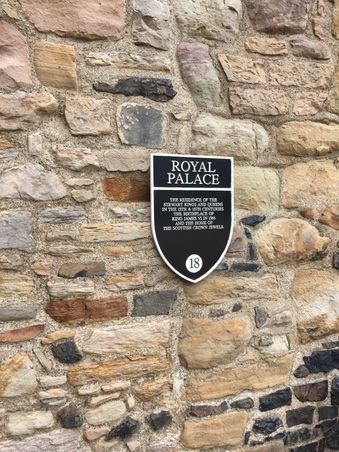 ROYAL
PALACE
THE RESIDENCE OF THE
STEWART KINGS AND QUEENS
IN THE 15TH & 16TH CENTURIES
THE BIRTHPLACE OF
KING JAMES VI IN 1566
AND THE HOME OF
THE SCOTTISH CROWN JEWELS
18